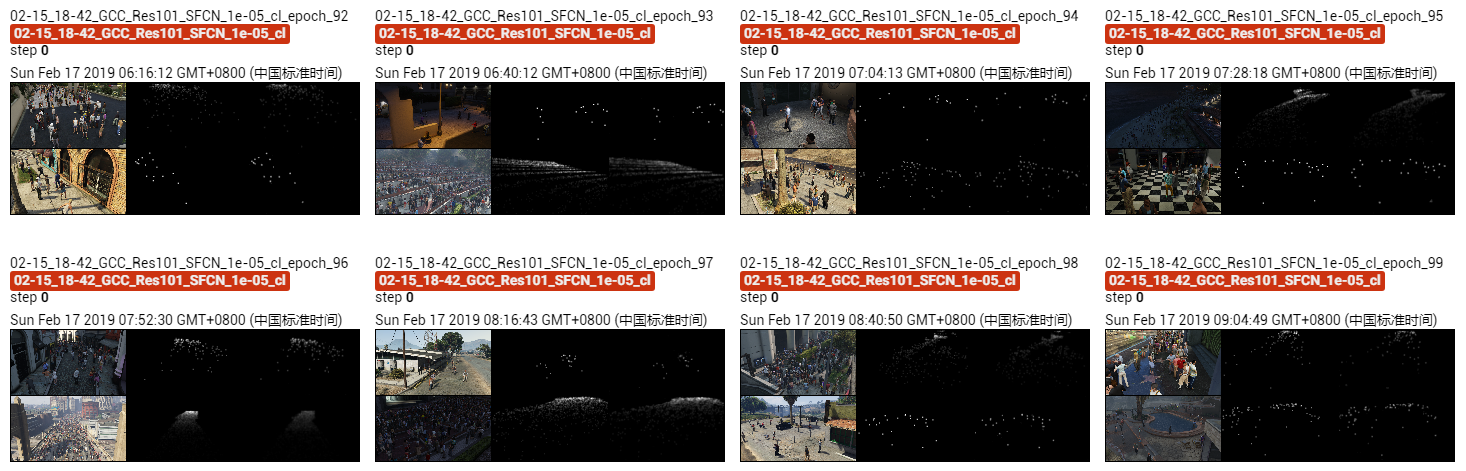 02-15_18-42_GCC_Res101_SFCN_1e-05_cl_epoch_92
02-15_18-42_GCC_Res101_SFCN_1e-05_cl
step 0
Sun Feb 17 2019 06:16:12 GMT+0800 (中国标准时间)
02-15_18-42_GCC_Res101_SFCN_1e-05_cl_epoch_93
02-15_18-42_GCC_Res101_SFCN_1e-05_cl
step 0
Sun Feb 17 2019 06:40:12 GMT+0800 (中国标准时间)
02-15_18-42_GCC_Res101_SFCN_1e-05_cl_epoch_94
02-15_18-42_GCC_Res101_SFCN_1e-05_cl
step 0
Sun Feb 17 2019 07:04:13 GMT+0800 (中国标准时间)
02-15_18-42_GCC_Res101_SFCN_1e-05_cl_epoch_95
02-15_18-42_GCC_Res101_SFCN_1e-05_cl
step 0
Sun Feb 17 2019 07:28:18 GMT+0800 (中国标准时间)
02-15_18-42_GCC_Res101_SFCN_1e-05_cl_epoch_96
02-15_18-42_GCC_Res101_SFCN_1e-05_cl
step 0
Sun Feb 17 2019 07:52:30 GMT+0800 (中国标准时间)
02-15_18-42_GCC_Res101_SFCN_1e-05_cl_epoch_97
02-15_18-42_GCC_Res101_SFCN_1e-05_cl
step 0
Sun Feb 17 2019 08:16:43 GMT+0800 (中国标准时间)
02-15_18-42_GCC_Res101_SFCN_1e-05_cl_epoch_98
02-15_18-42_GCC_Res101_SFCN_1e-05_cl
step 0
Sun Feb 17 2019 08:40:50 GMT+0800 (中国标准时间)
02-15_18-42_GCC_Res101_SFCN_1e-05_cl_epoch_99
02-15_18-42_GCC_Res101_SFCN_1e-05_cl
step 0
Sun Feb 17 2019 09:04:49 GMT+0800 (中国标准时间)